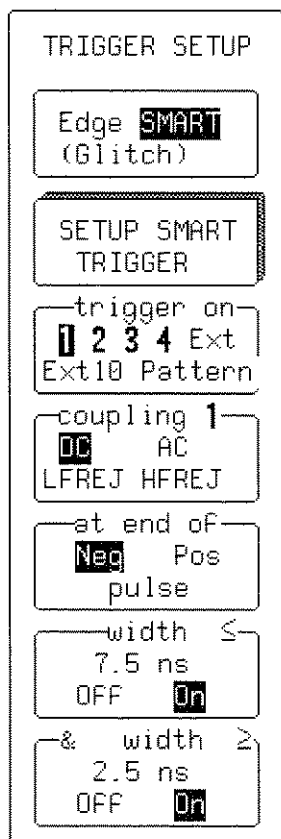 TRIGGER SETUP
Edge SMART
(Glitch)
SETUP SMART
TRIGGER
trigger on
1 2 3 4 Ext
Ext10 Pattern
coupling 1
DC AC
LFREJ HFREJ
at end of
Neg Pos
pulse
width ≤
7.5 ns
OFF On
& width ≥
2.5 ns
OFF On